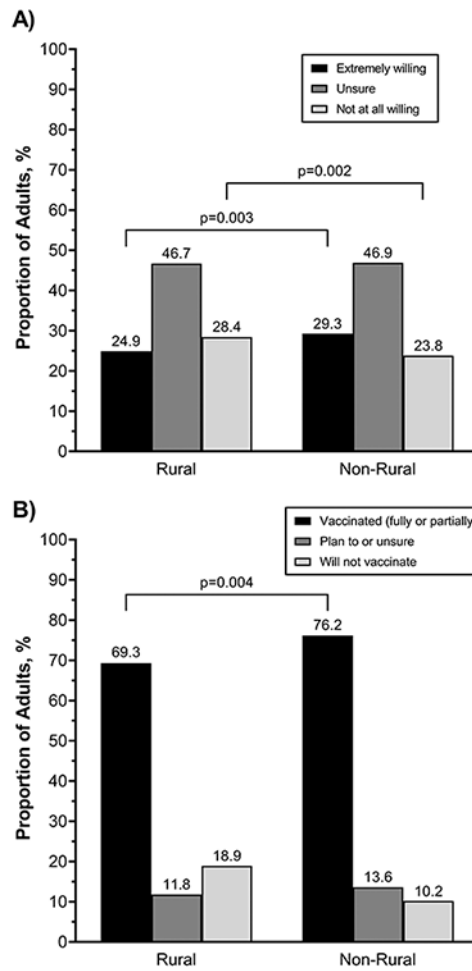 A)
Extremely willing
Unsure
Not at all willing
Proportion of Adults, %
100
90
80
70
60
50
40
30
20
10
0
p=0.002
p=0.003
24.9
46.7
28.4
29.3
46.9
23.8
Rural
Non-Rural
B)
Vaccinated (fully or partially
Plan to or unsure
Will not vaccinate
Proportion of Adults, %
100
90
80
70
60
50
40
30
20
10
0
p=0.004
69.3
11.8
18.9
76.2
13.6
10.2
Rural
Non-Rural